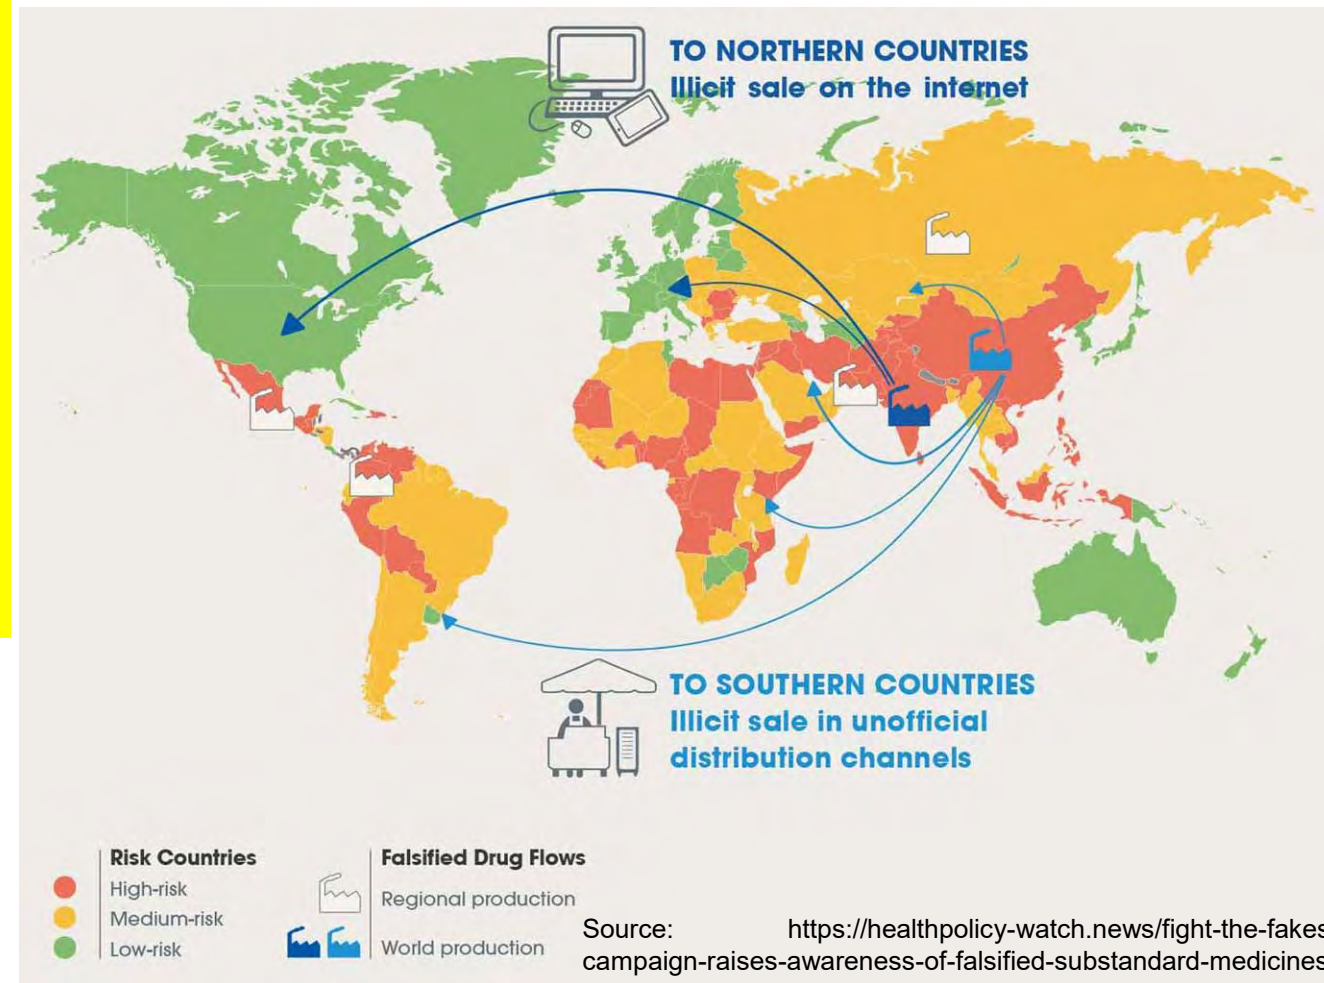 TO NORTHERN COUNTRIES
Illicit sale on the internet
TO SOUTHERN COUNTRIES
Illicit sale in unofficial
distribution channels
Risk Countries
High-risk
Medium-risk
Low-risk
Falsified Drug Flows
Regional production
World production
Source: https://healthpolicy-watch.news/fight-the-fakes
campaign-raises-awareness-of-falsified-substandard-medicines